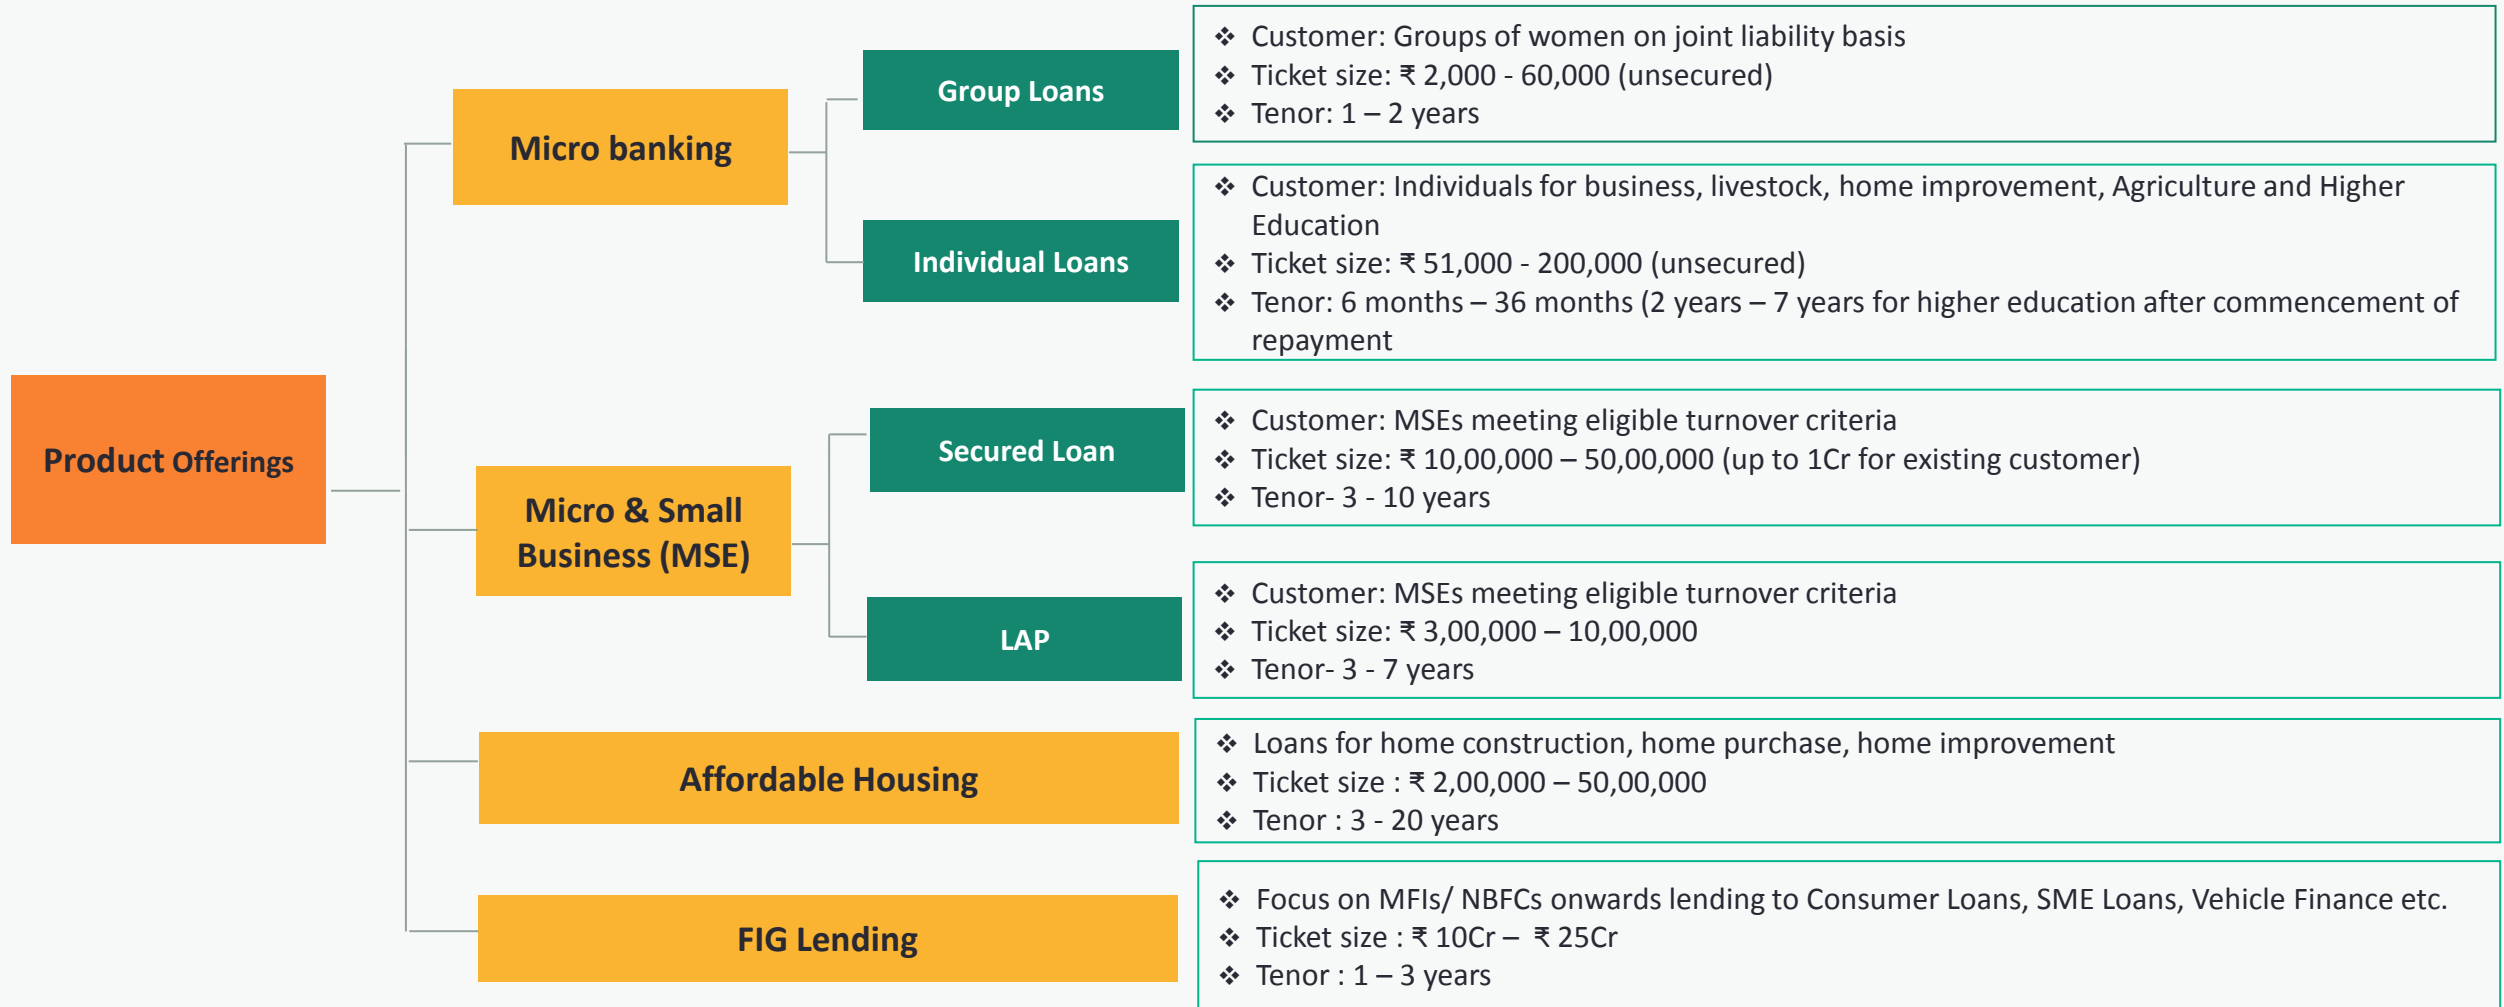 Product Offerings
Micro banking
Group Loans
❖ Customer: Groups of women on joint liability basis
❖ Ticket size: ₹ 2,000 - 60,000 (unsecured)
❖ Tenor: 1 – 2 years
Individual Loans
❖ Customer: Individuals for business, livestock, home improvement, Agriculture and Higher
Education
❖ Ticket size: ₹ 51,000 - 200,000 (unsecured)
❖ Tenor: 6 months – 36 months (2 years – 7 years for higher education after commencement of
repayment
Micro & Small
Business (MSE)
Secured Loan
❖ Customer: MSEs meeting eligible turnover criteria
❖ Ticket size: ₹ 10,00,000 – 50,00,000 (up to 1Cr for existing customer)
❖ Tenor- 3 - 10 years
LAP
❖ Customer: MSEs meeting eligible turnover criteria
❖ Ticket size: ₹ 3,00,000 – 10,00,000
❖ Tenor- 3 - 7 years
Affordable Housing
❖ Loans for home construction, home purchase, home improvement
❖ Ticket size : ₹ 2,00,000 – 50,00,000
❖ Tenor : 3 - 20 years
FIG Lending
❖ Focus on MFIs/ NBFCs onwards lending to Consumer Loans, SME Loans, Vehicle Finance etc.
❖ Ticket size : ₹ 10Cr – ₹ 25Cr
❖ Tenor : 1 – 3 years